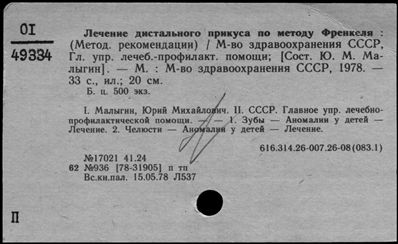 01
49334
Лечение дистального прикуса по методу Френкеля :
(Метод. рекомендации) / М-во здравоохранения СССР,
Гл. упр. лечеб.-профилакт. помощи; [Сост. Ю. М. Ма-
лыгин]. — М. : М-во здравоохранения СССР, 1978. —
33 с., ил.; 20 см.
Б. ц. 500 экз.
I. Малыгин, Юрий Михайлович. II. СССР. Главное упр. лечебно-
профилактической помощи. — — 1. Зубы — Аномалии у детей —
Лечение. 2. Челюсти — Аномалии у детей — Лечение.
616.314.26-007.26-08(083.1)
№17021 41.24
62 №936 [78-31905] п тп
Вс.кн.пал. 15.05.78 Л537
П